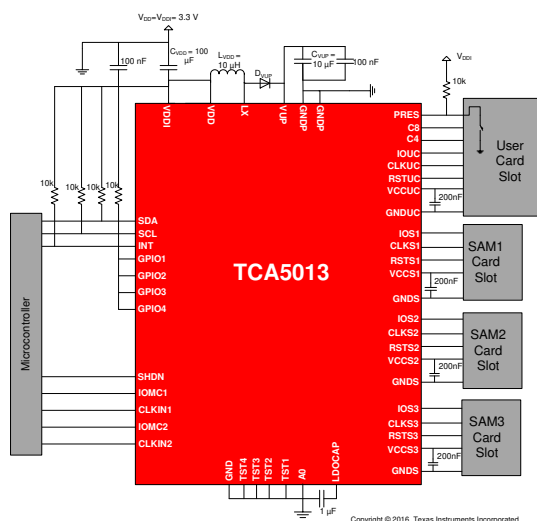 VDD=VDDI= 3.3 V
100 nF
CVDD = 100
µF
LVDD =
10 µH
DVUP
CVUP =
10 µF
100 nF
VDDI
10k
VDDI
VDD
LX
VUP
GNDP
GNDP
PRES
C8
C4
IOUC
CLKUC
RSTUC
VCCUC
GNDUC
200nF
User
Card
Slot
10k
10k
10k
10k
SDA
SCL
INT
GPIO1
GPIO2
GPIO3
GPIO4
TCA5013
IOS1
CLKS1
RSTS1
VCCS1
GNDS
200nF
SAM1
Card
Slot
Microcontroller
IOS2
CLKS2
RSTS2
VCCS2
GNDS
200nF
SAM2
Card
Slot
SHDN
IOMC1
CLKIN1
IOMC2
CLKIN2
IOS3
CLKS3
RSTS3
VCCS3
GNDS
200nF
SAM3
Card
Slot
GND
TST4
TST3
TST2
TST1
A0
LDOCAP
1 µF
Copyright © 2016, Texas Instruments Incorporated